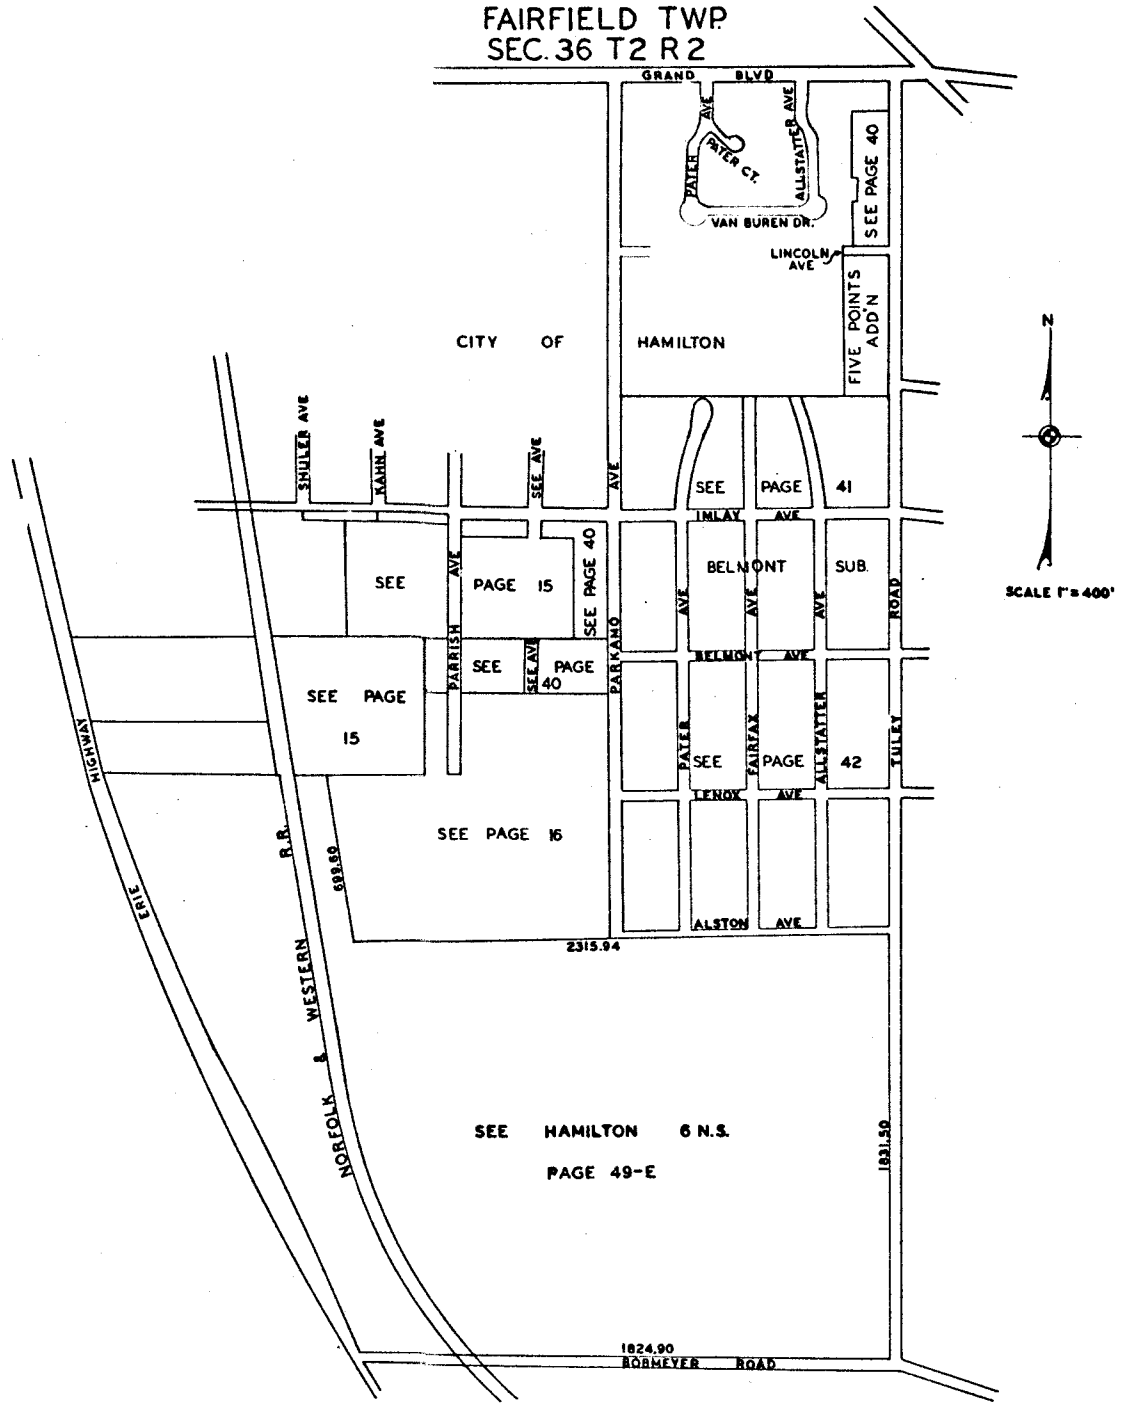 FAIRFIELD TWP.
SEC. 36 T2 R2
GRAND BLVD
PATER AVE
ALLSTATTER AVE
PATER CT.
SEE PAGE 40
VAN BUREN DR.
LINCOLN
AVE
FIVE POINTS
ADD'N
CITY OF HAMILTON
N
SCALE 1" = 400'
SHULER AVE
KAHN AVE
SEE AVE
PARKAMO AVE
SEE PAGE 41
IMLAY AVE
BELMONT SUB.
SEE PAGE 15
SEE PAGE 40
PARRISH AVE
PATER AVE
FAIRFAX AVE
ALLSTATTER AVE
TULEY ROAD
BELMONT AVE
SEE PAGE
40
SEE AVE
SEE PAGE
15
SEE PAGE 42
LENOX AVE
ERIE HIGHWAY
NORFOLK & WESTERN R.R.
699.60
SEE PAGE 16
ALSTON AVE
2315.94
SEE HAMILTON 6 N.S.
PAGE 49-E
1831.50
1824.90
BOBMEYER ROAD